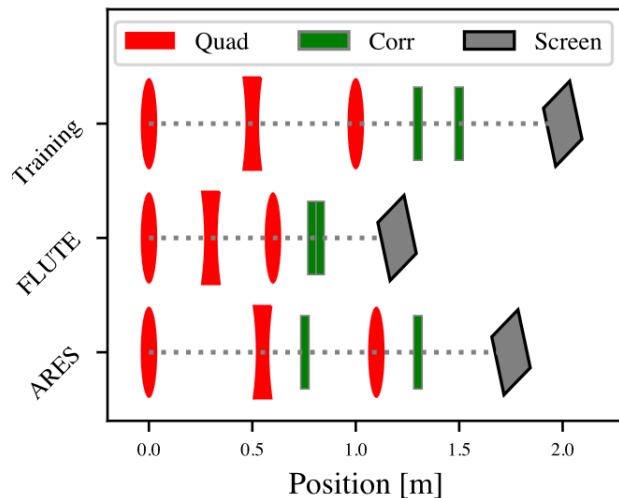 Quad Corr Screen
Training
FLUTE
ARES
0.0 0.5 1.0 1.5 2.0
Position [m]